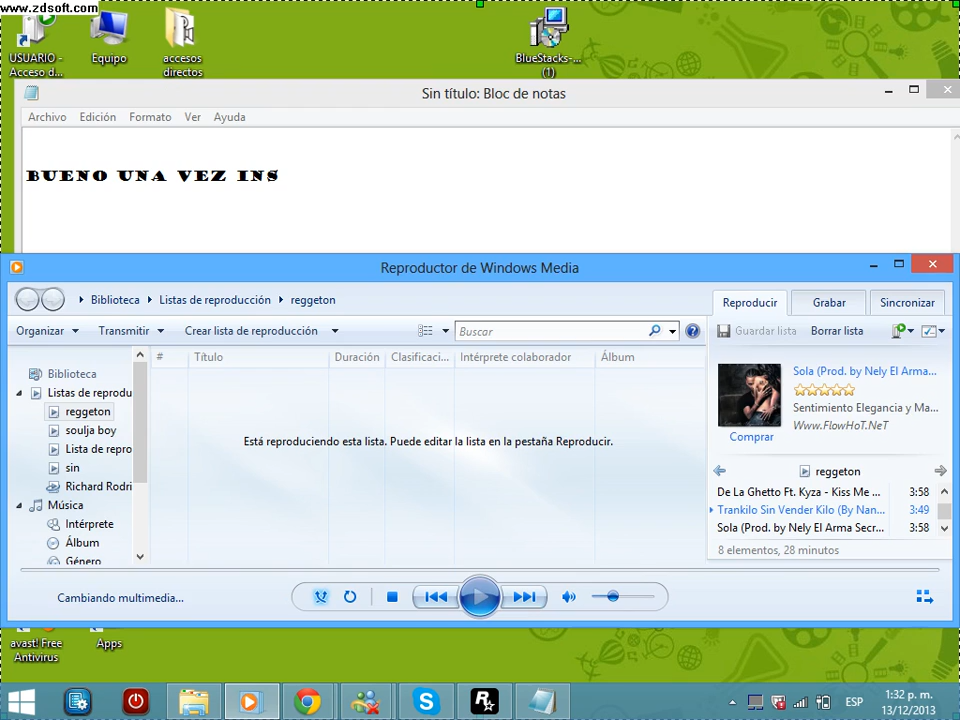 www.zdsoft.com
USUARIO - Acceso d...
Equipo
accesos directos
BlueStacks-... (1)
Sin título: Bloc de notas
Archivo Edición Formato Ver Ayuda
BUENO UNA VEZ INS
Reproductor de Windows Media
Biblioteca Listas de reproducción reggeton
Reproducir Grabar Sincronizar
Organizar Transmitir Crear lista de reproducción Buscar Guardar lista Borrar lista
# Título Duración Clasificaci... Intérprete colaborador Álbum
Biblioteca
Listas de reprodu
reggeton
soulja boy
Lista de repro
sin
Richard Rodri
Música
Intérprete
Álbum
Género
Está reproduciendo esta lista. Puede editar la lista en la pestaña Reproducir.
Sola (Prod. by Nely El Arma...
Sentimiento Elegancia y Ma...
Www.FlowHoT.NeT
Comprar
reggeton
De La Ghetto Ft. Kyza - Kiss Me ... 3:58
Trankilo Sin Vender Kilo (By Nan... 3:49
Sola (Prod. by Nely El Arma Secr... 3:58
8 elementos, 28 minutos
Cambiando multimedia...
avast! Free Antivirus
Apps
ESP
1:32 p. m.
13/12/2013